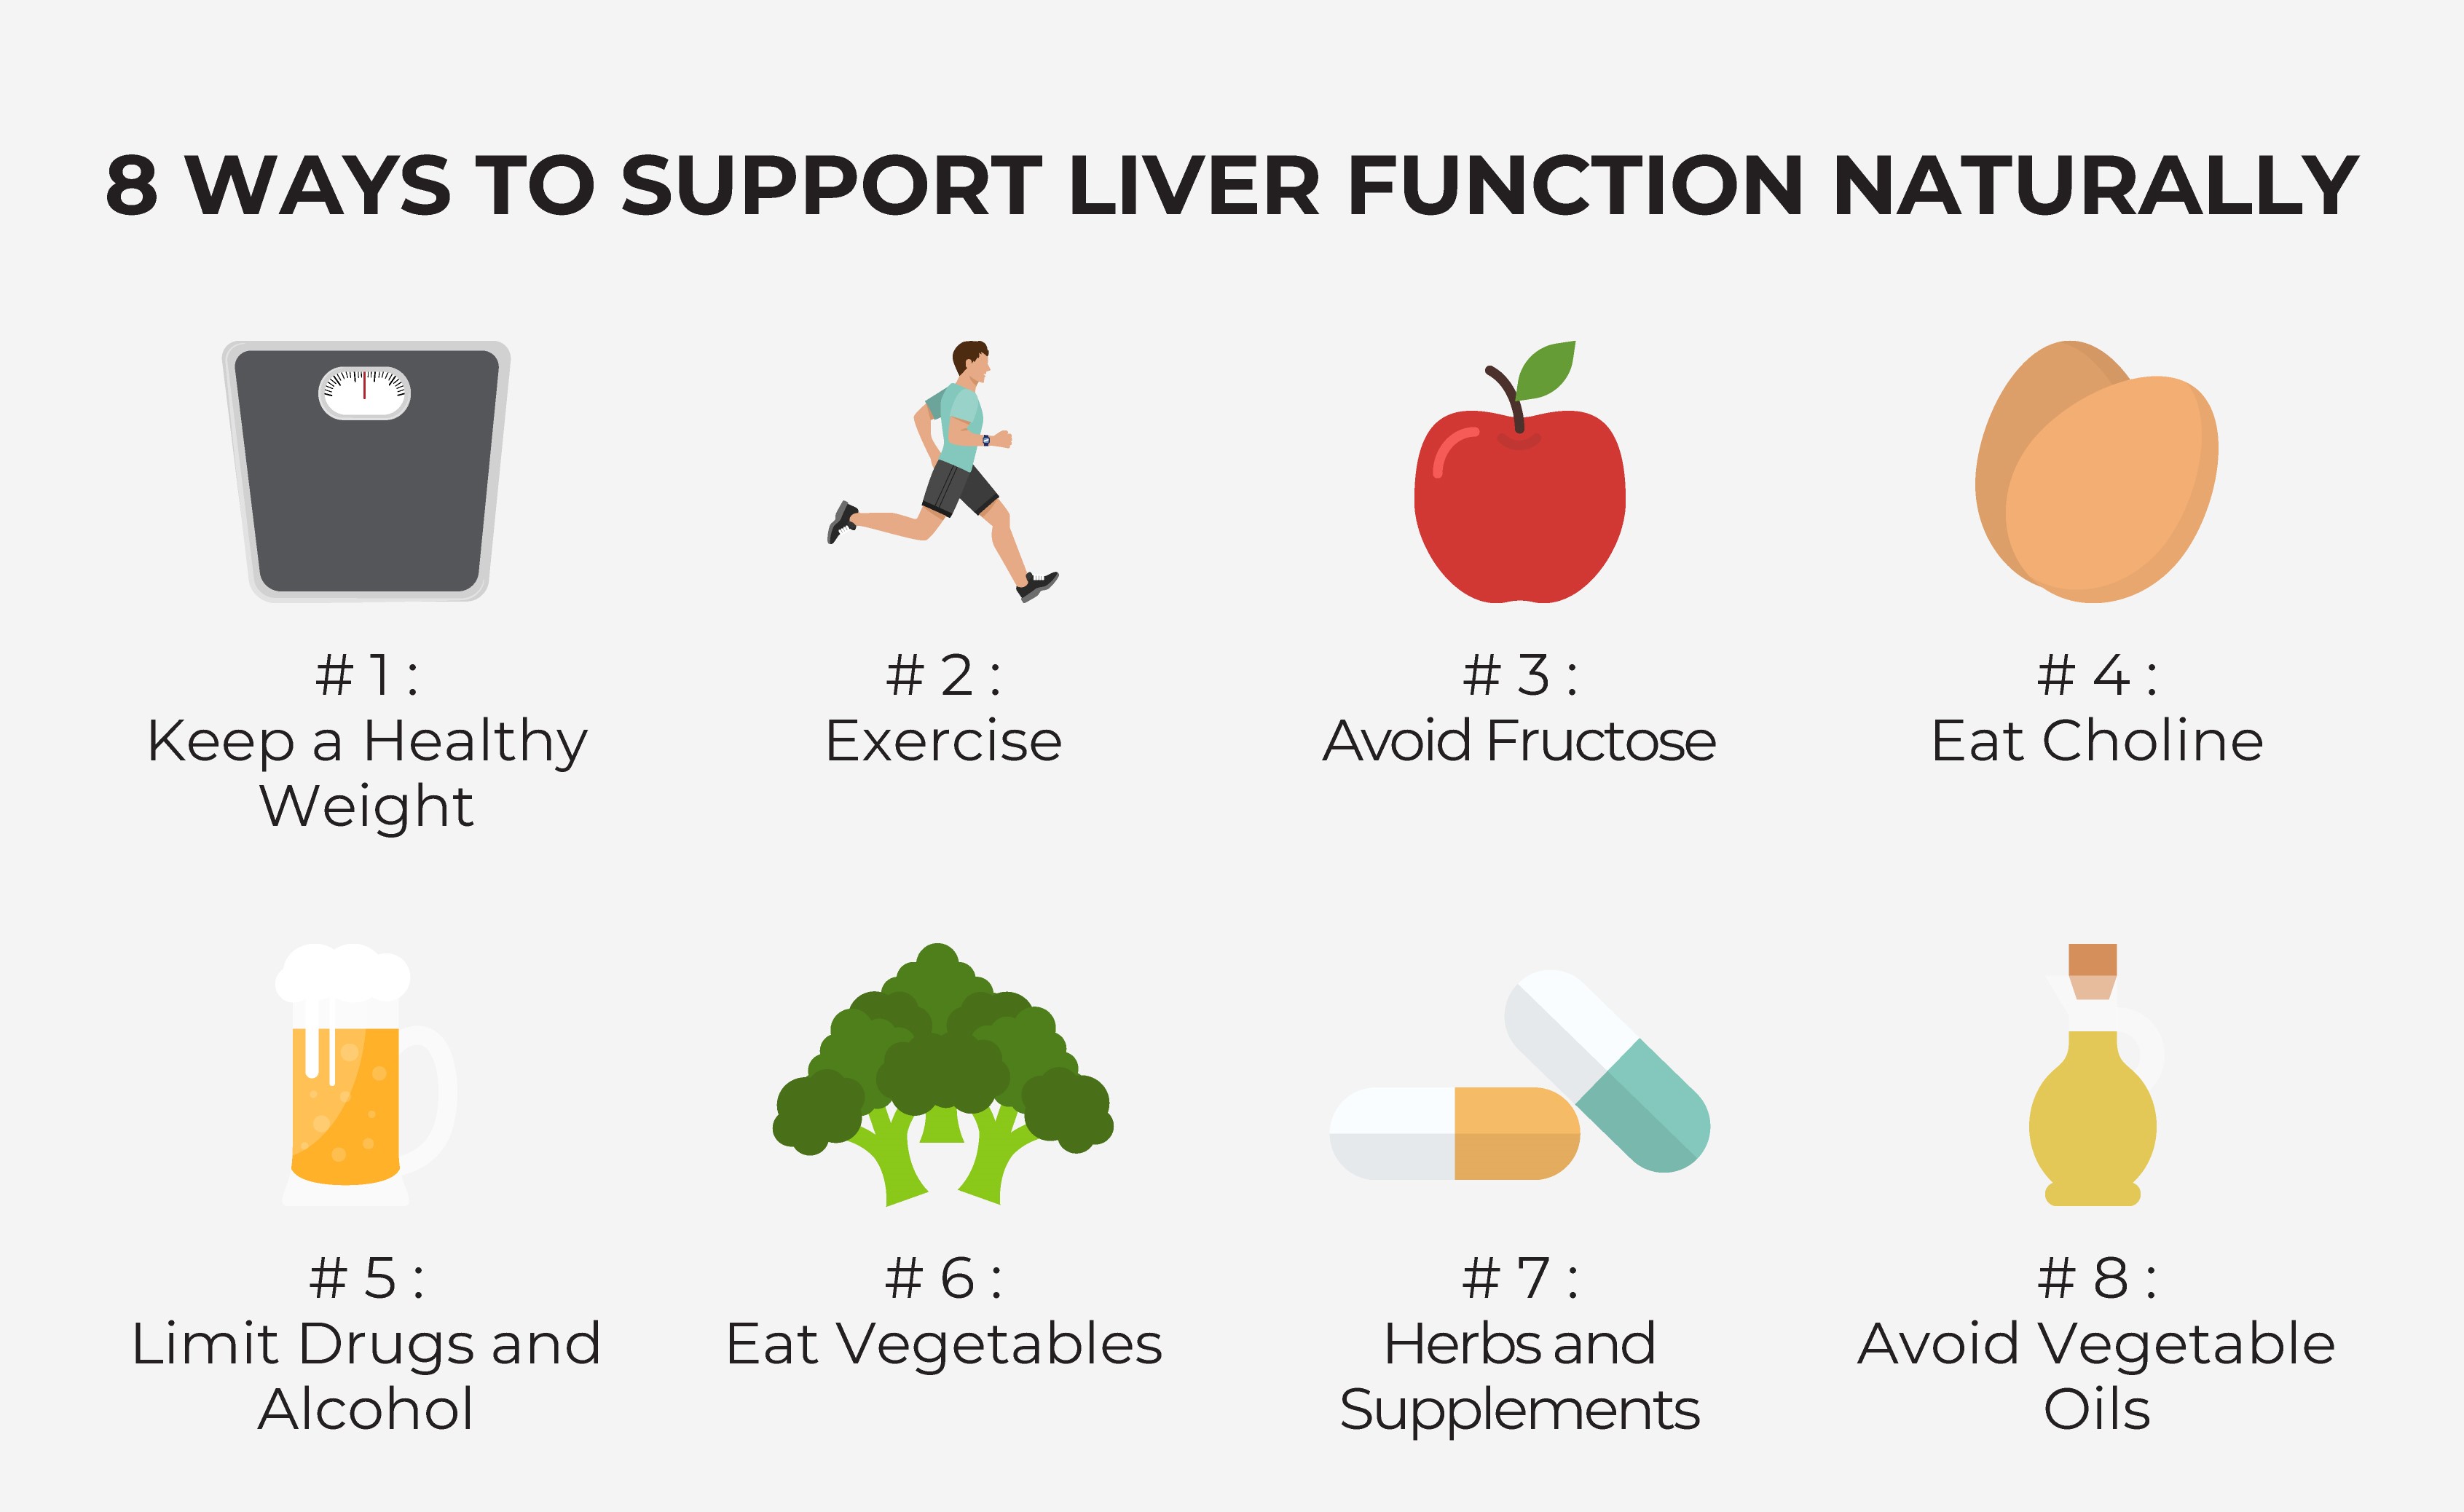 8 WAYS TO SUPPORT LIVER FUNCTION NATURALLY
#1:
Keep a Healthy
Weight
#2:
Exercise
#3:
Avoid Fructose
#4:
Eat Choline
#5:
Limit Drugs and
Alcohol
#6:
Eat Vegetables
#7:
Herbs and
Supplements
#8:
Avoid Vegetable
Oils